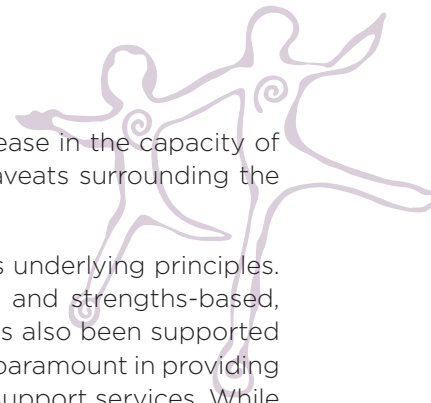 ease in the capacity of
aveats surrounding the
s underlying principles.
and strengths-based,
s also been supported
paramount in providing
support services. While